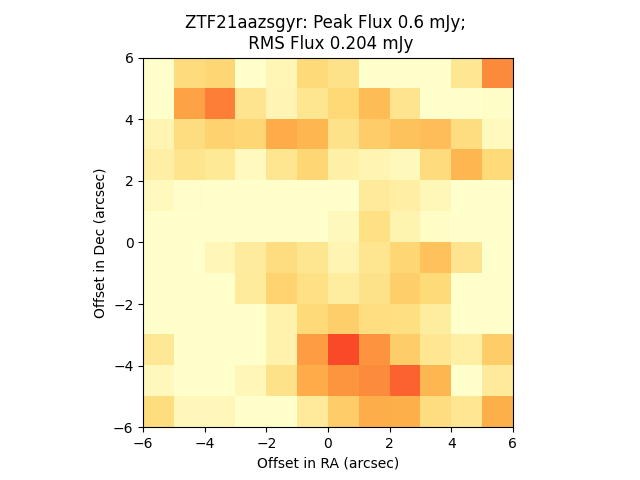 ZTF21aazsgyr: Peak Flux 0.6 mJy;
RMS Flux 0.204 mJy
6
4
2
0
−2
−4
−6
Offset in Dec (arcsec)
−6 −4 −2 0 2 4 6
Offset in RA (arcsec)